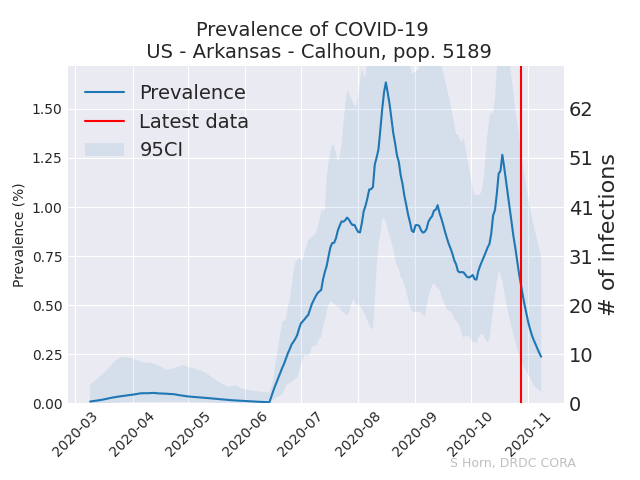 Prevalence of COVID-19
US - Arkansas - Calhoun, pop. 5189
Prevalence
Latest data
95CI
Prevalence (%)
1.50
1.25
1.00
0.75
0.50
0.25
0.00
62
51
41
31
20
10
0
# of infections
2020-03
2020-04
2020-05
2020-06
2020-07
2020-08
2020-09
2020-10
2020-11
S Horn, DRDC CORA